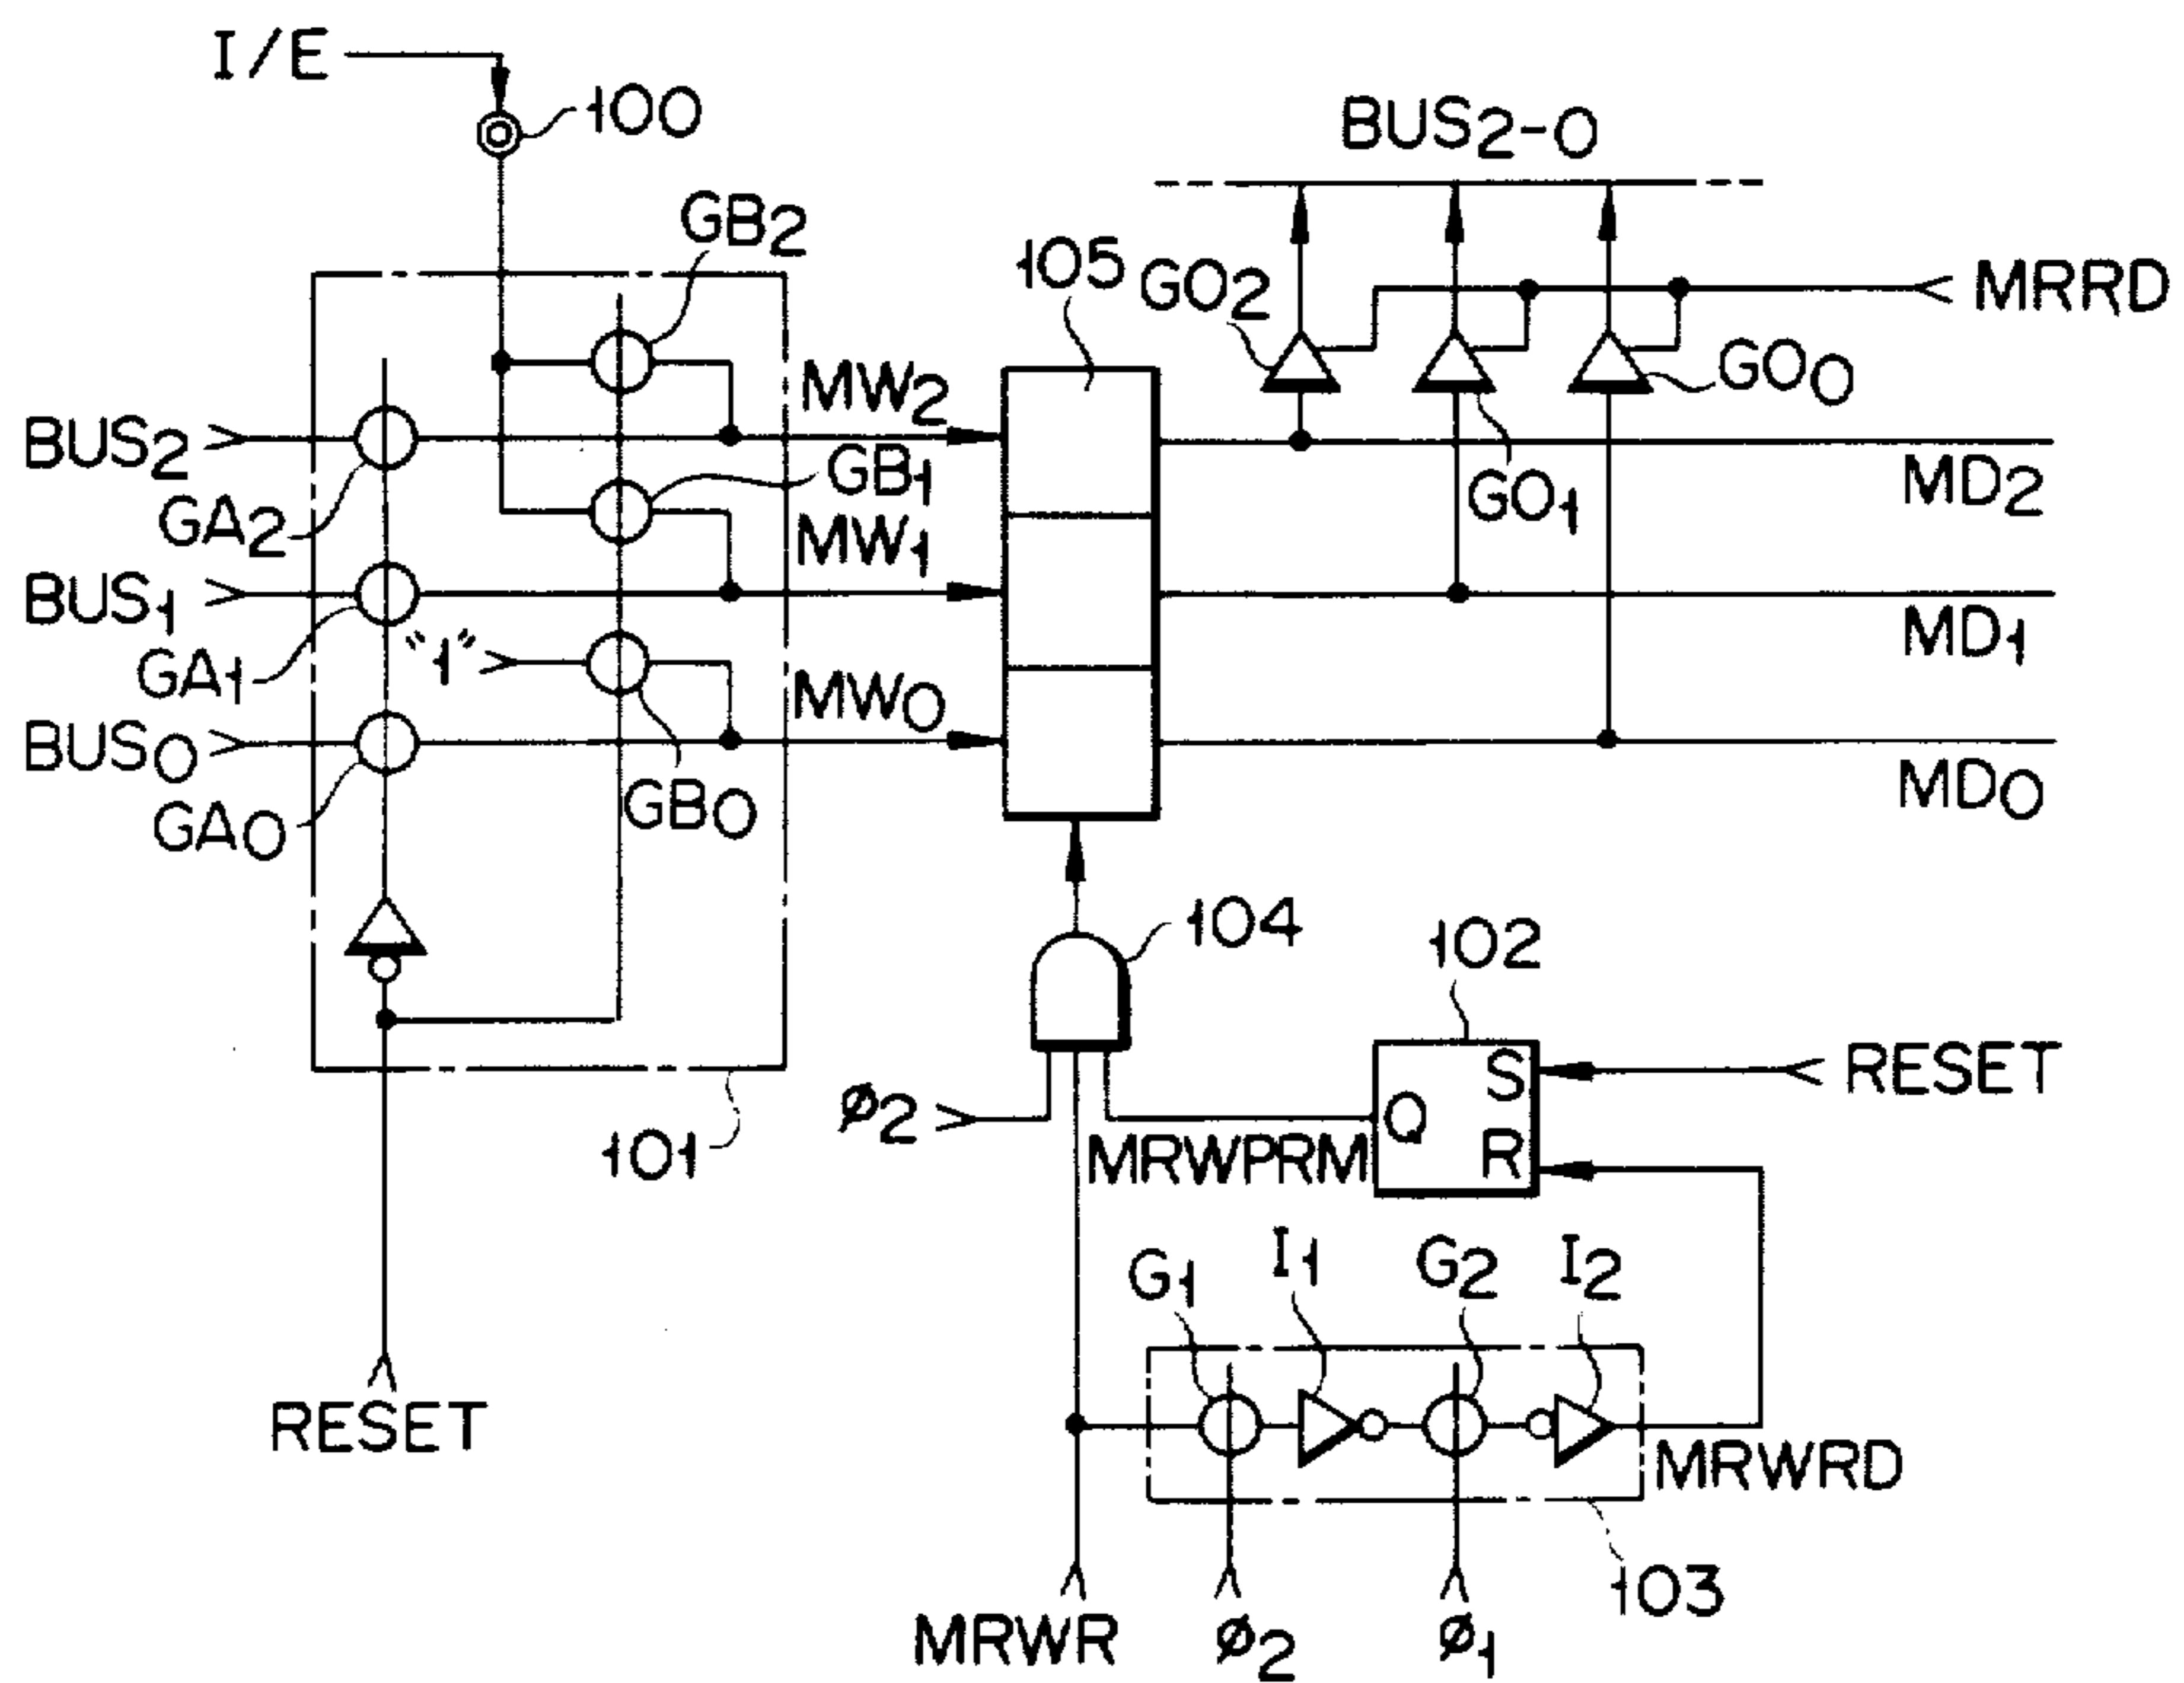 I/E
100
BUS2-0
GB2
105
GO2
MRRD
GO0
MW2
BUS2
GB1
MD2
GA2
GO1
MW1
BUS1
MD1
GA1
"1"
MW0
BUS0
MD0
GA0
GB0
104
102
S
RESET
ø2
Q
101
MRWPRM
R
G1
I1
G2
I2
RESET
MRWRD
103
MRWR
ø2
ø1